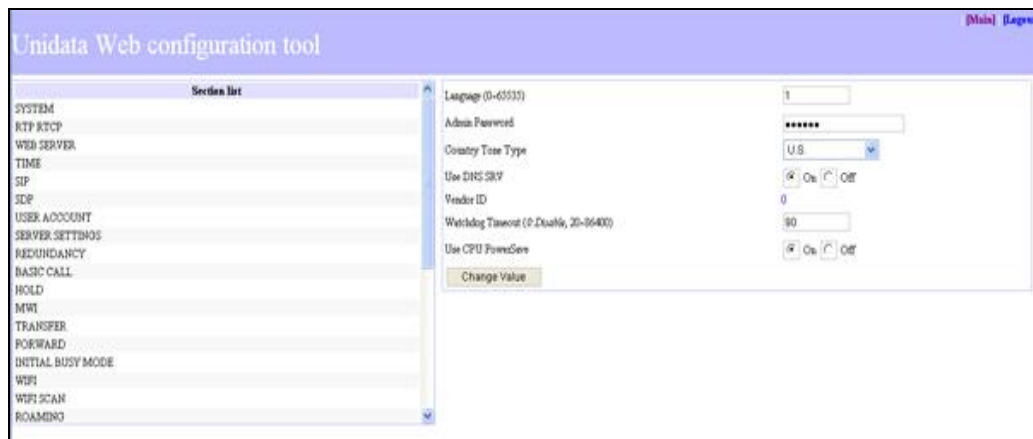 [Main] [Legen
Unidata Web configuration tool
Section list
SYSTEM
RTP RTCP
WEB SERVER
TIME
SIP
SDP
USER ACCOUNT
SERVER SETTINGS
REDUNDANCY
BASIC CALL
HOLD
MWI
TRANSFER
FORWARD
INITIAL BUSY MODE
WIFI
WIFI SCAN
ROAMING
Language (0~65535) 1
Admin Password ●●●●●●
Country Tone Type U.S.
Use DNS SRV On Off
Vendor ID 0
Watchdog Timeout (0:Disable, 20~86400) 90
Use CPU PowerSave On Off
Change Value